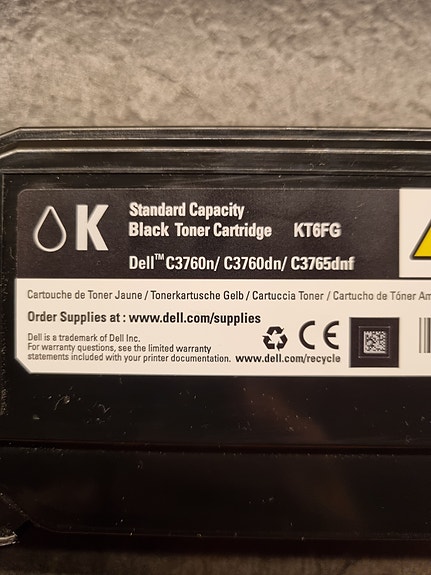 K
Standard Capacity
Black Toner Cartridge KT6FG
Dell™ C3760n/ C3760dn/ C3765dnf
Cartouche de Toner Jaune / Tonerkartusche Gelb / Cartuccia Toner / Cartucho de Tóner Am
Order Supplies at : www.dell.com/supplies
Dell is a trademark of Dell Inc.
For warranty questions, see the limited warranty
statements included with your printer documentation. www.dell.com/recycle
CE